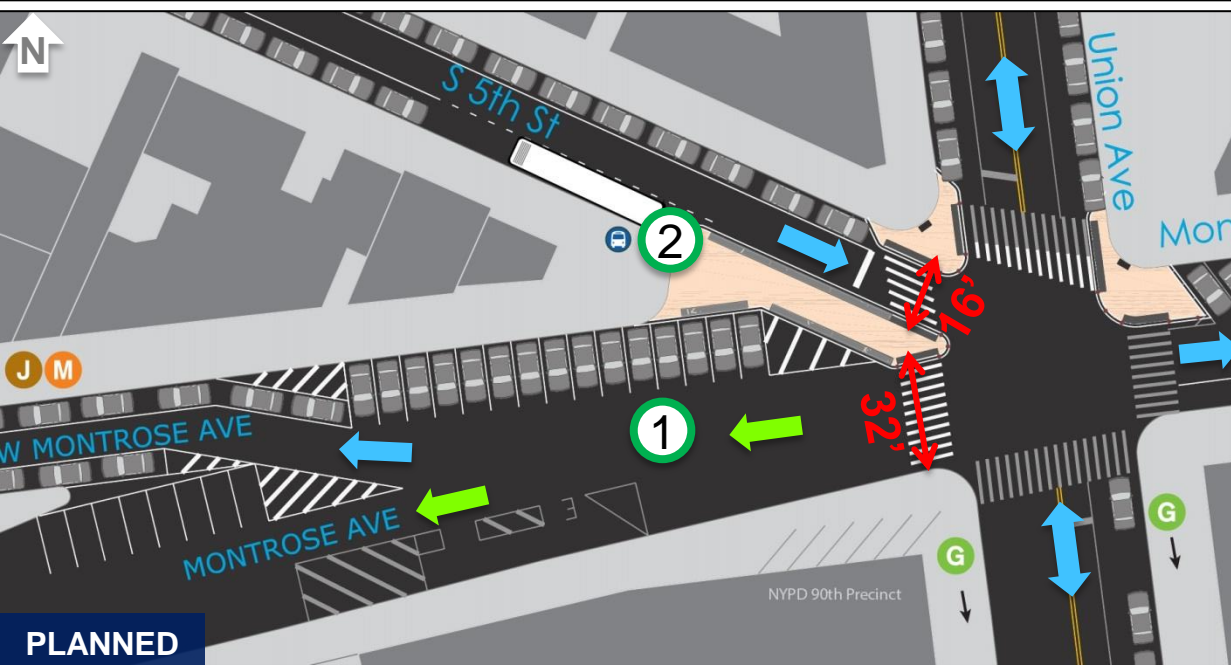 N
S 5th St
Union Ave
Mon
2
16'
J M
W MONTROSE AVE
1
32'
MONTROSE AVE
G
G
NYPD 90th Precinct
PLANNED